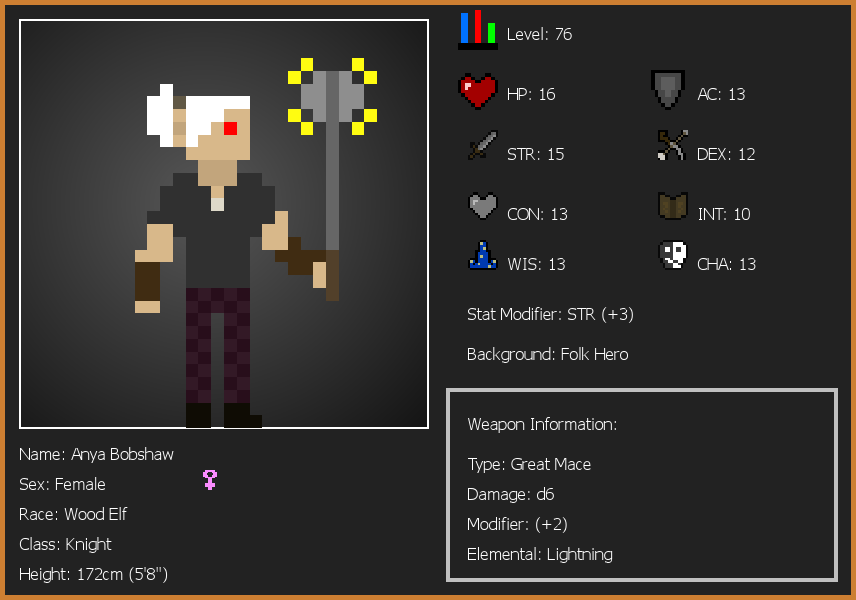 Level: 76
HP: 16
AC: 13
STR: 15
DEX: 12
CON: 13
INT: 10
WIS: 13
CHA: 13
Stat Modifier: STR (+3)
Background: Folk Hero
Weapon Information:
Type: Great Mace
Damage: d6
Modifier: (+2)
Elemental: Lightning
Name: Anya Bobshaw
Sex: Female
Race: Wood Elf
Class: Knight
Height: 172cm (5'8")